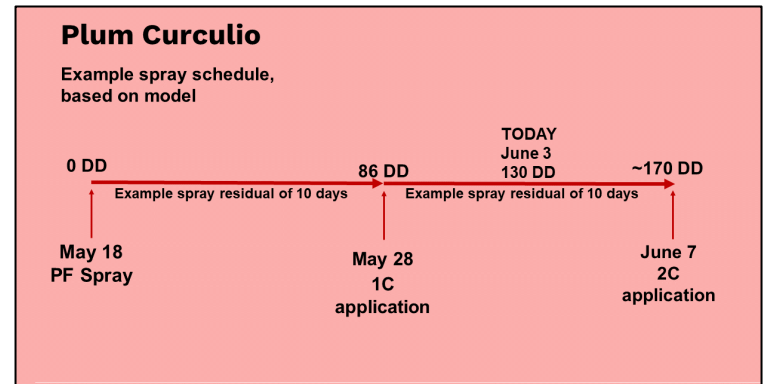 Plum Curculio
Example spray schedule,
based on model
TODAY
June 3
130 DD
0 DD
86 DD
~170 DD
Example spray residual of 10 days
Example spray residual of 10 days
May 18
PF Spray
May 28
1C
application
June 7
2C
application